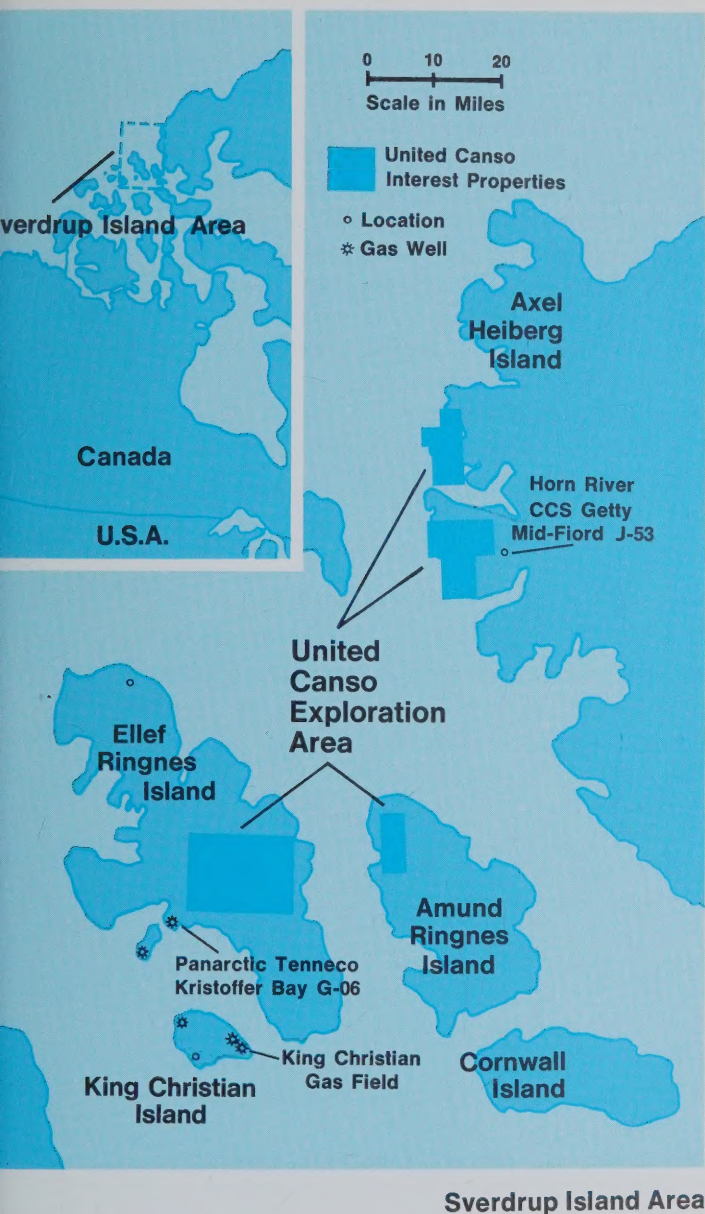 verdrup Island Area
Canada
U.S.A.
0 10 20
Scale in Miles
United Canso
Interest Properties
Location
Gas Well
Axel
Heiberg
Island
Horn River
CCS Getty
Mid-Fiord J-53
United
Canso
Exploration
Area
Ellef
Ringnes
Island
Amund
Ringnes
Island
Panarctic Tenneco
Kristoffer Bay G-06
King Christian
Gas Field
King Christian
Island
Cornwall
Island
Sverdrup Island Area